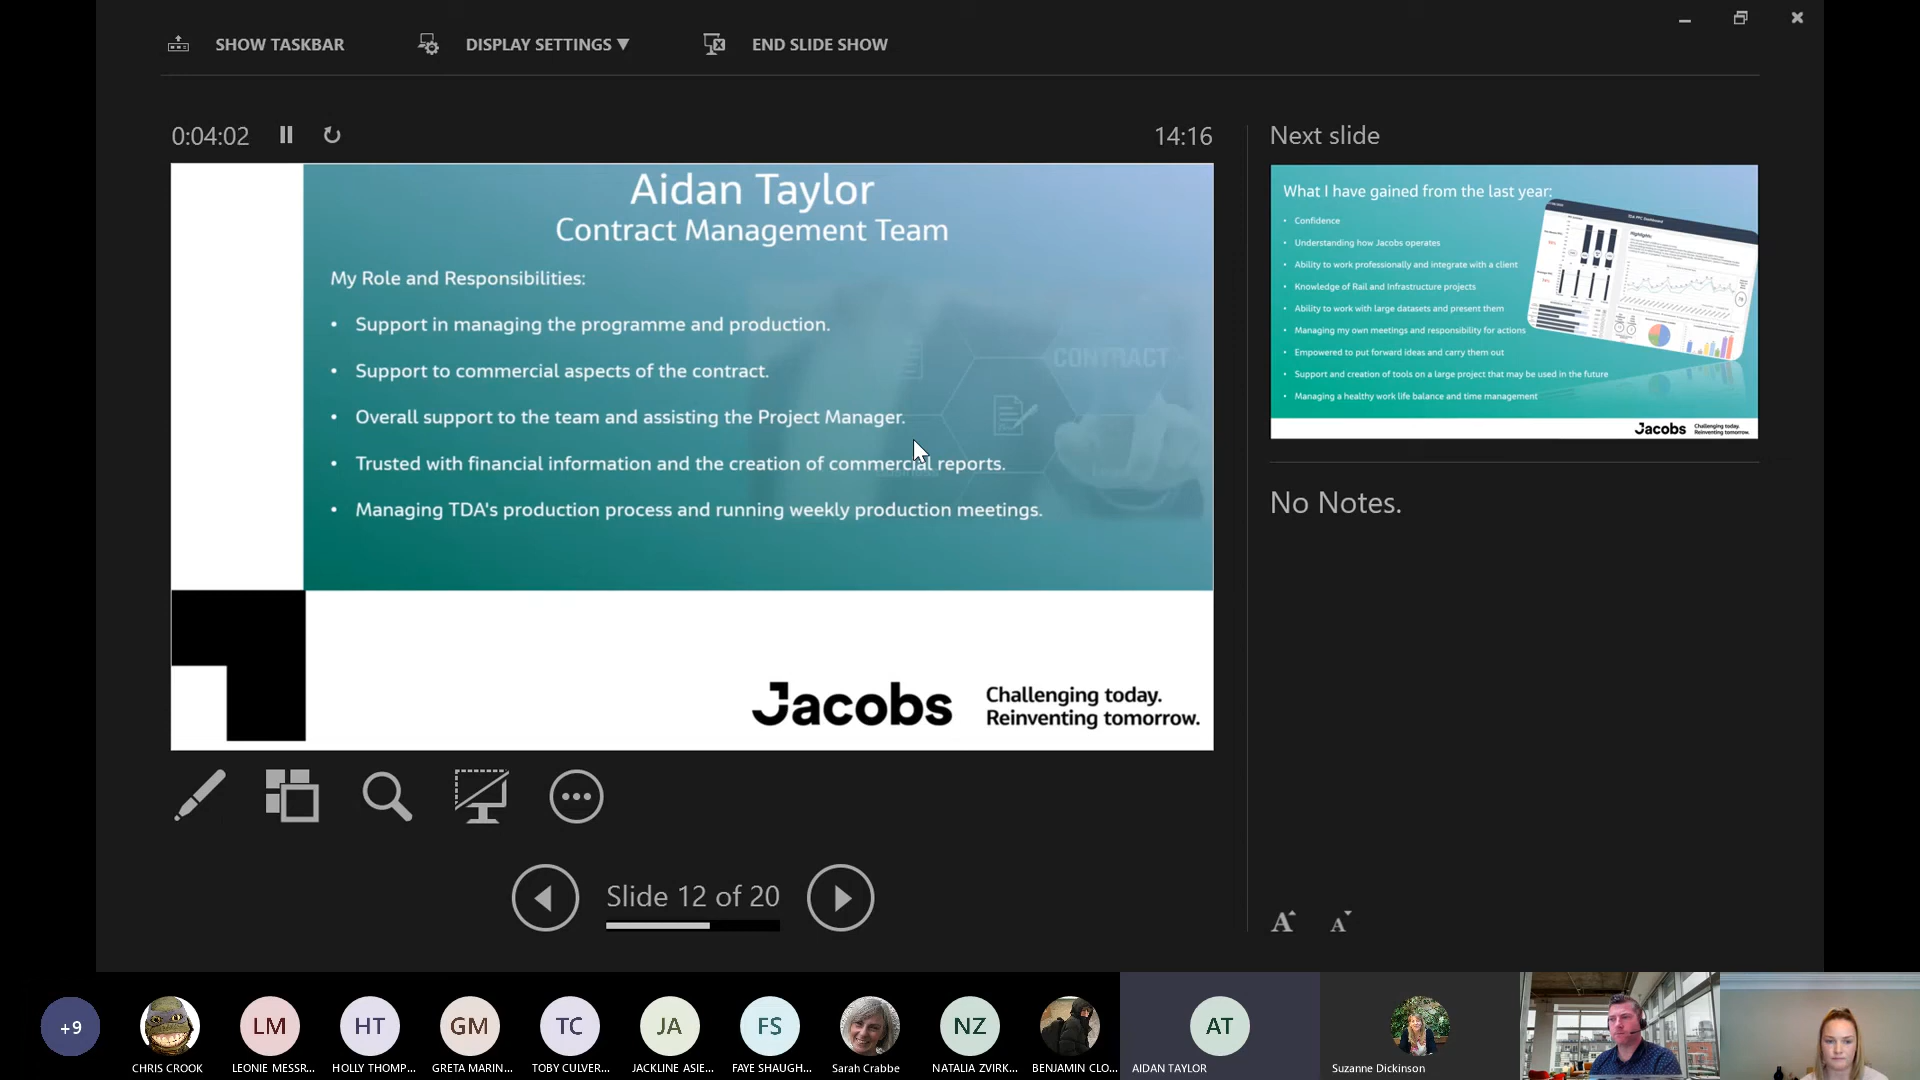 SHOW TASKBAR
DISPLAY SETTINGS ▼
END SLIDE SHOW
0:04:02
14:16
Aidan Taylor
Contract Management Team
My Role and Responsibilities:
• Support in managing the programme and production.
• Support to commercial aspects of the contract.
• Overall support to the team and assisting the Project Manager.
• Trusted with financial information and the creation of commercial reports.
• Managing TDA's production process and running weekly production meetings.
CONTRACT
Jacobs
Challenging today.
Reinventing tomorrow.
Slide 12 of 20
Next slide
What I have gained from the last year:
• Confidence
• Understanding how Jacobs operates
• Ability to work professionally and integrate with a client
• Knowledge of Rail and Infrastructure projects
• Ability to work with large datasets and present them
• Managing my own meetings and responsibility for actions
• Empowered to put forward ideas and carry them out
• Support and creation of tools on a large project that may be used in the future
• Managing a healthy work life balance and time management
Jacobs
Challenging today.
Reinventing tomorrow.
No Notes.
A A
+9
LM
HT
GM
TC
JA
FS
NZ
AT
CHRIS CROOK
LEONIE MESSR...
HOLLY THOMP...
GRETA MARIN...
TOBY CULVER...
JACKLINE ASIE...
FAYE SHAUGH...
Sarah Crabbe
NATALIA ZVIRK...
BENJAMIN CLO...
AIDAN TAYLOR
Suzanne Dickinson